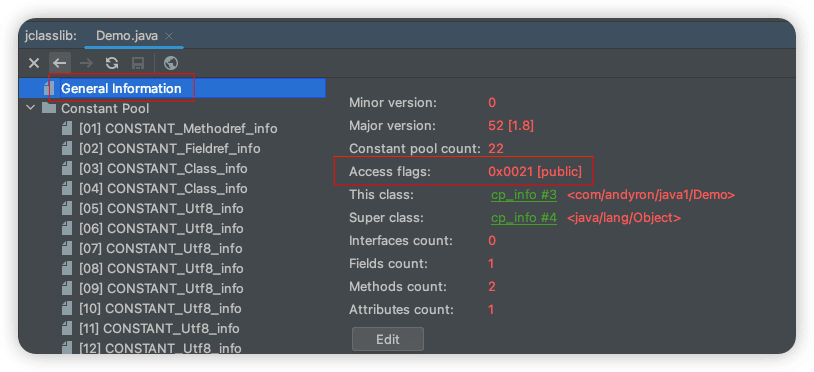 jclasslib: Demo.java
General Information
Constant Pool
[01] CONSTANT_Methodref_info
[02] CONSTANT_Fieldref_info
[03] CONSTANT_Class_info
[04] CONSTANT_Class_info
[05] CONSTANT_Utf8_info
[06] CONSTANT_Utf8_info
[07] CONSTANT_Utf8_info
[08] CONSTANT_Utf8_info
[09] CONSTANT_Utf8_info
[10] CONSTANT_Utf8_info
[11] CONSTANT_Utf8_info
[12] CONSTANT_Utf8_info
Minor version: 0
Major version: 52 [1.8]
Constant pool count: 22
Access flags: 0x0021 [public]
This class: cp_info #3 <com/andyron/java1/Demo>
Super class: cp_info #4 <java/lang/Object>
Interfaces count: 0
Fields count: 1
Methods count: 2
Attributes count: 1
Edit